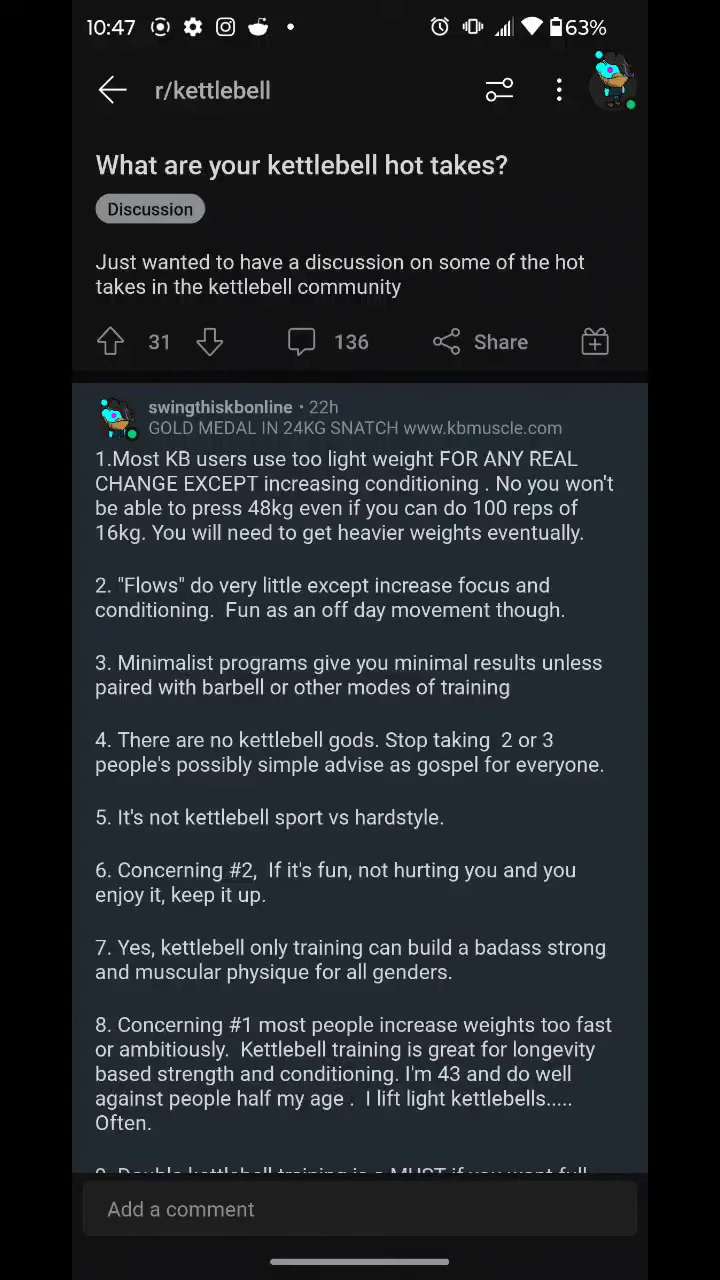 10:47 63%
r/kettlebell
What are your kettlebell hot takes?
Discussion
Just wanted to have a discussion on some of the hot
takes in the kettlebell community
31 136 Share
swingthiskbonline • 22h
GOLD MEDAL IN 24KG SNATCH www.kbmuscle.com
1.Most KB users use too light weight FOR ANY REAL
CHANGE EXCEPT increasing conditioning . No you won't
be able to press 48kg even if you can do 100 reps of
16kg. You will need to get heavier weights eventually.
2. "Flows" do very little except increase focus and
conditioning.  Fun as an off day movement though.
3. Minimalist programs give you minimal results unless
paired with barbell or other modes of training
4. There are no kettlebell gods. Stop taking  2 or 3
people's possibly simple advise as gospel for everyone.
5. It's not kettlebell sport vs hardstyle.
6. Concerning #2,  If it's fun, not hurting you and you
enjoy it, keep it up.
7. Yes, kettlebell only training can build a badass strong
and muscular physique for all genders.
8. Concerning #1 most people increase weights too fast
or ambitiously.  Kettlebell training is great for longevity
based strength and conditioning. I'm 43 and do well
against people half my age .  I lift light kettlebells.....
Often.
9. Double kettlebell training is a MUST if you want full
Add a comment